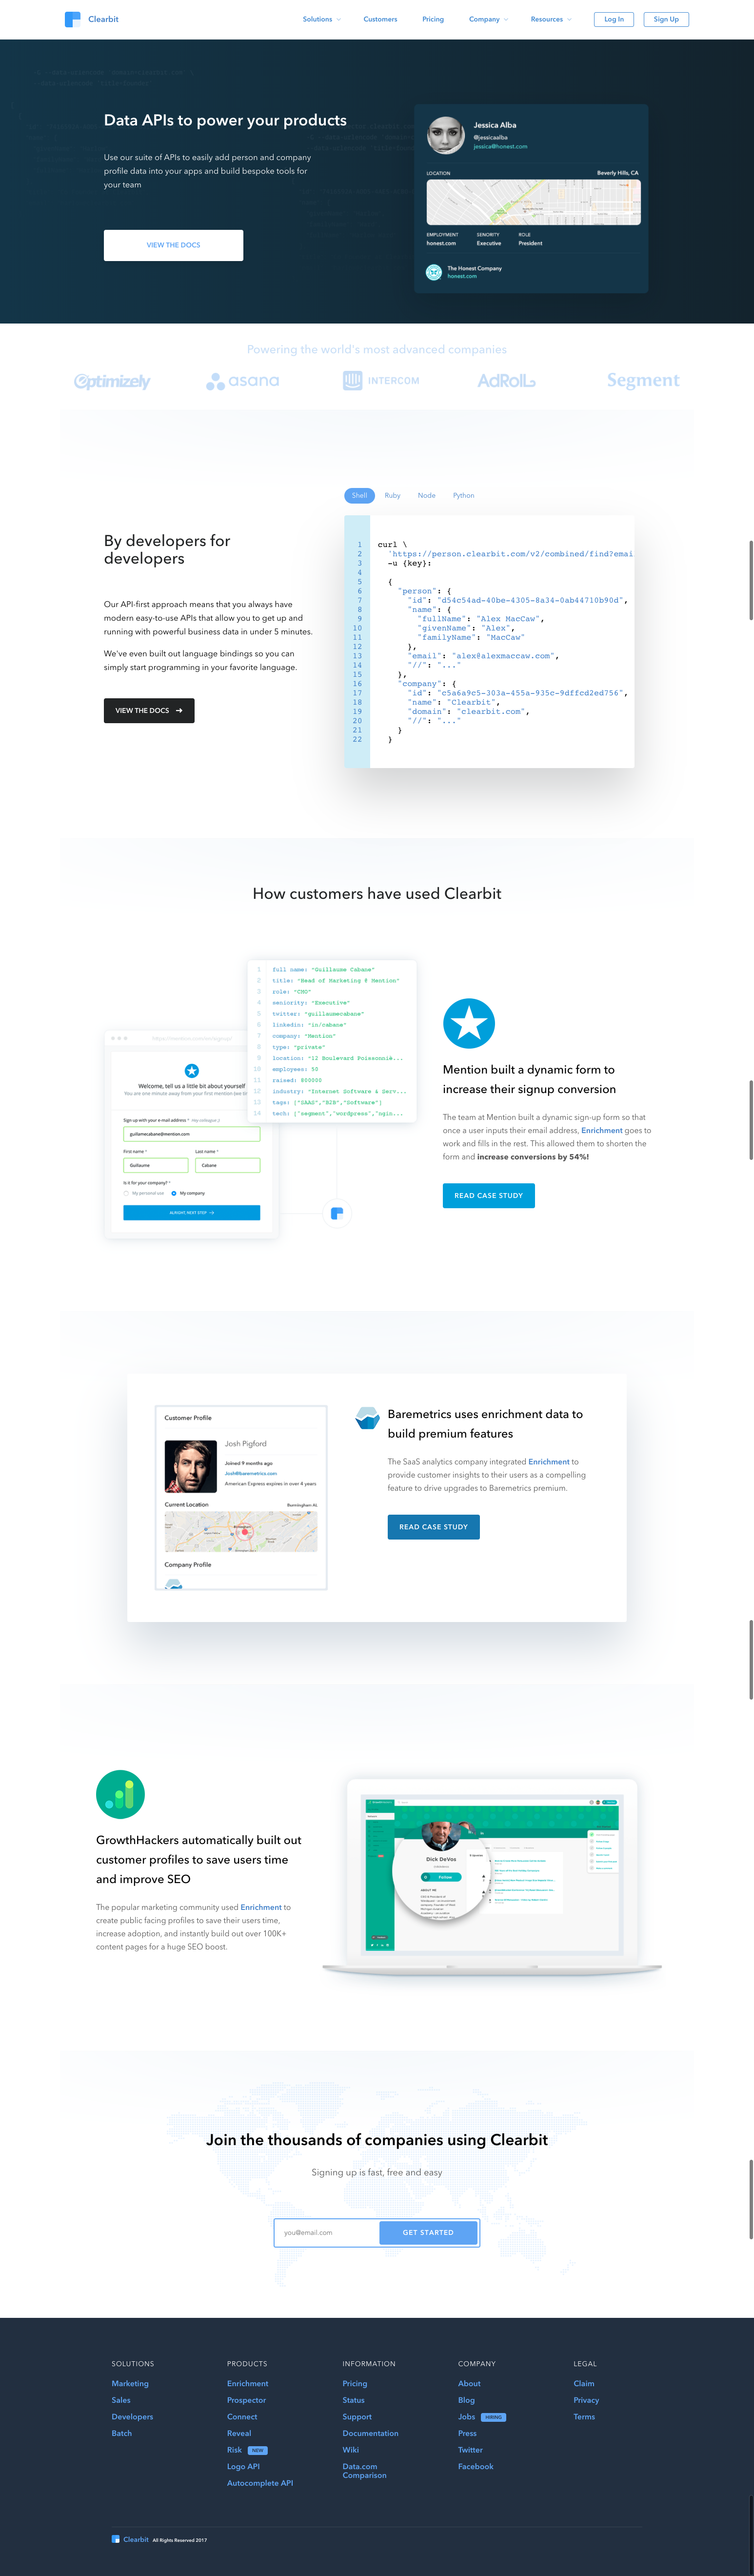 Clearbit
Solutions
Customers
Pricing
Company
Resources
Log In
Sign Up
Data APIs to power your products
Use our suite of APIs to easily add person and company
profile data into your apps and build bespoke tools for
your team
VIEW THE DOCS
Jessica Alba
@jessicaalba
jessica@honest.com
LOCATION
Beverly Hills, CA
EMPLOYMENT
SENORITY
ROLE
honest.com
Executive
President
The Honest Company
honest.com
Powering the world's most advanced companies
Optimizely
asana
INTERCOM
AdRoll
Segment
Shell
Ruby
Node
Python
By developers for
developers
Our API-first approach means that you always have
modern easy-to-use APIs that allow you to get up and
running with powerful business data in under 5 minutes.
We've even built out language bindings so you can
simply start programming in your favorite language.
VIEW THE DOCS
1 curl \
2 'https://person.clearbit.com/v2/combined/find?emai
3 -u {key}:
4
5 {
6 "person": {
7 "id": "d54c54ad-40be-4305-8a34-0ab44710b90d",
8 "name": {
9 "fullName": "Alex MacCaw",
10 "givenName": "Alex",
11 "familyName": "MacCaw"
12 },
13 "email": "alex@alexmaccaw.com",
14 "//": "..."
15 },
16 "company": {
17 "id": "c5a6a9c5-303a-455a-935c-9dffcd2ed756",
18 "name": "Clearbit",
19 "domain": "clearbit.com",
20 "//": "..."
21 }
22 }
How customers have used Clearbit
1 full name: "Guillaume Cabane"
2 title: "Head of Marketing @ Mention"
3 role: "CMO"
4 seniority: "Executive"
5 twitter: "guillaumecabane"
6 linkedin: "in/cabane"
7 company: "Mention"
8 type: "private"
9 location: "12 Boulevard Poissonniè...
10 employees: 50
11 raised: 800000
12 industry: "Internet Software & Serv...
13 tags: ["SAAS","B2B","Software"]
14 tech: ["segment","wordpress","ngin...
Welcome, tell us a little bit about yourself
You are one minute away from your first mention
Sign up with your e-mail address *
guillamecabane@mention.com
First name *
Last name *
Guillaume
Cabane
Is it for your company? *
My personal use
My company
ALRIGHT, NEXT STEP
Mention built a dynamic form to
increase their signup conversion
The team at Mention built a dynamic sign-up form so that
once a user inputs their email address, Enrichment goes to
work and fills in the rest. This allowed them to shorten the
form and increase conversions by 54%!
READ CASE STUDY
Customer Profile
Josh Pigford
Joined 9 months ago
Josh@baremetrics.com
American Express expires in over 4 years
Current Location
Burmingham AL
Company Profile
Baremetrics uses enrichment data to
build premium features
The SaaS analytics company integrated Enrichment to
provide customer insights to their users as a compelling
feature to drive upgrades to Baremetrics premium.
READ CASE STUDY
GrowthHackers automatically built out
customer profiles to save users time
and improve SEO
The popular marketing community used Enrichment to
create public facing profiles to save their users time,
increase adoption, and instantly build out over 100K+
content pages for a huge SEO boost.
Dick DeVos
Follow
ABOUT ME
Join the thousands of companies using Clearbit
Signing up is fast, free and easy
you@email.com
GET STARTED
SOLUTIONS
Marketing
Sales
Developers
Batch
PRODUCTS
Enrichment
Prospector
Connect
Reveal
Risk NEW
Logo API
Autocomplete API
INFORMATION
Pricing
Status
Support
Documentation
Wiki
Data.com
Comparison
COMPANY
About
Blog
Jobs HIRING
Press
Twitter
Facebook
LEGAL
Claim
Privacy
Terms
Clearbit All Rights Reserved 2017